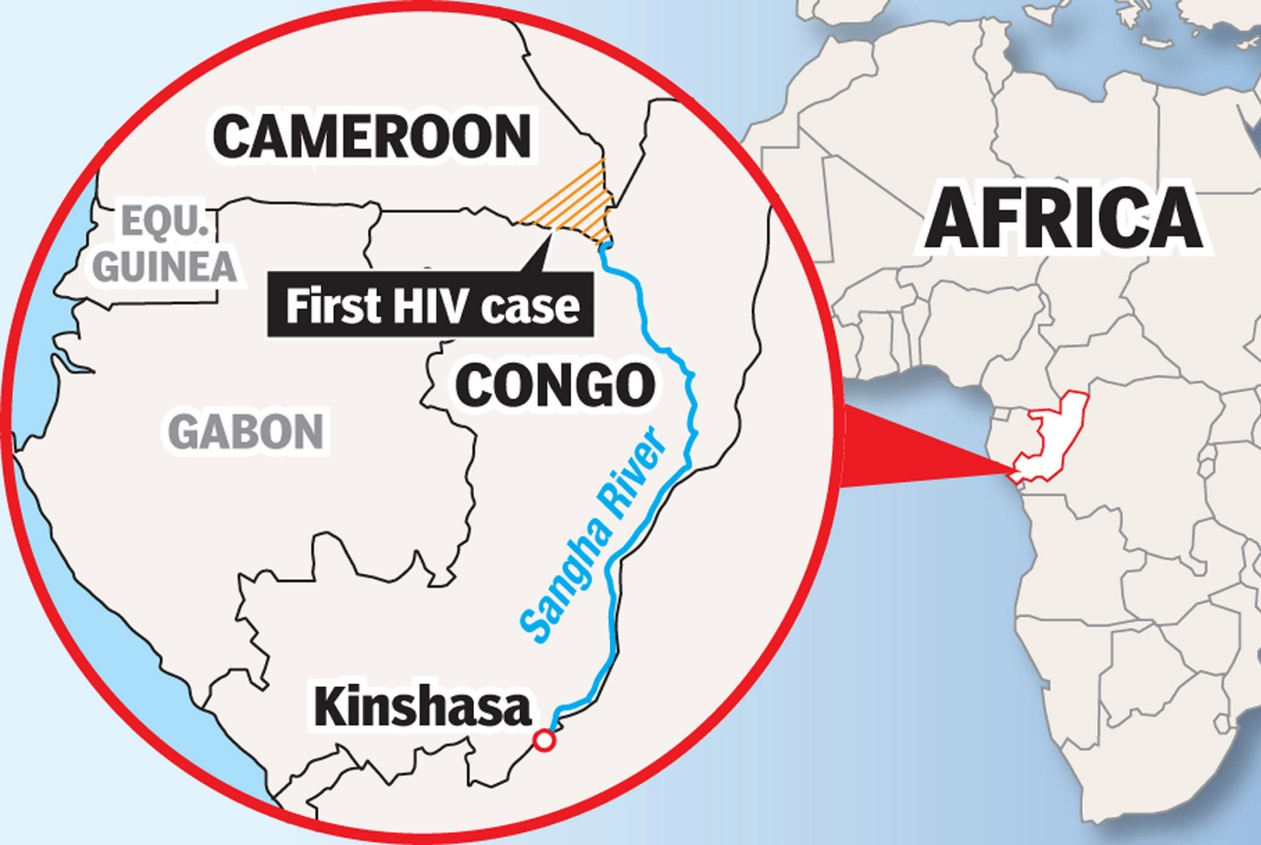 CAMEROON
EQU.
GUINEA
First HIV case
CONGO
GABON
Sangha River
Kinshasa
AFRICA